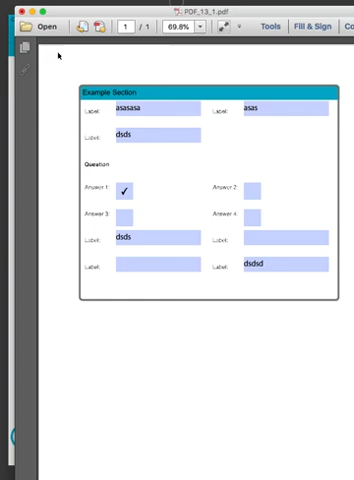 PDF_13_1.pdf
Open 1 / 1 69.8% Tools Fill & Sign Co
Example Section
Label: asasasa Label: asas
Label: dsds
Question
Answer 1: ✓ Answer 2:
Answer 3: Answer 4:
Label: dsds Label:
Label: Label: dsdsd